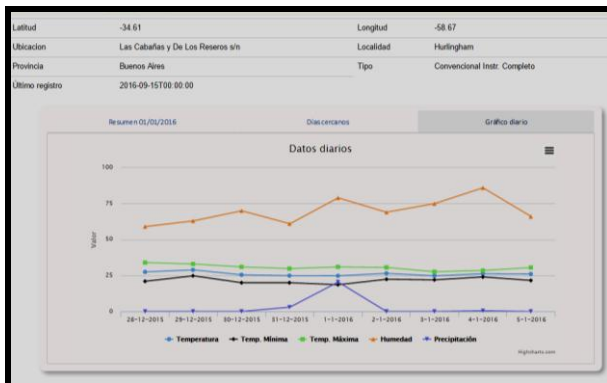 Latitud -34.61 Longitud -58.67
Ubicacion Las Cabañas y De Los Reseros s/n Localidad Hurlingham
Provincia Buenos Aires Tipo Convencional Instr. Completo
Último registro 2016-09-15T00:00:00
Resumen 01/01/2016 Días cercanos Gráfico diario
Datos diarios
100
75
Valor
50
25
0
28-12-2015 29-12-2015 30-12-2015 31-12-2015 1-1-2016 2-1-2016 3-1-2016 4-1-2016 5-1-2016
Temperatura Temp. Mínima Temp. Máxima Humedad Precipitación
Highcharts.com